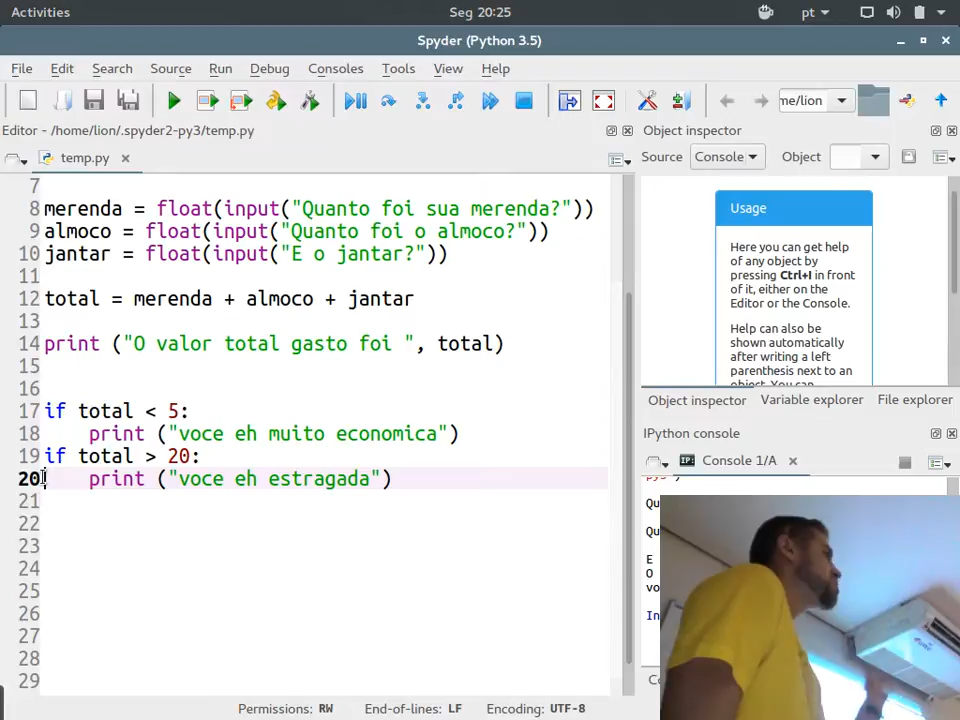 Activities
Seg 20:25
pt
Spyder (Python 3.5)
File Edit Search Source Run Debug Consoles Tools View Help
me/lion
Editor - /home/lion/.spyder2-py3/temp.py
Object inspector
temp.py
Source Console Object
7
8 merenda = float(input("Quanto foi sua merenda?"))
9 almoco = float(input("Quanto foi o almoco?"))
10 jantar = float(input("E o jantar?"))
11
12 total = merenda + almoco + jantar
13
14 print ("O valor total gasto foi ", total)
15
16
17 if total < 5:
18 print ("voce eh muito economica")
19 if total > 20:
20 print ("voce eh estragada")
21
22
23
24
25
26
27
28
29
Usage
Here you can get help
of any object by
pressing Ctrl+I in front
of it, either on the
Editor or the Console.
Help can also be
shown automatically
after writing a left
parenthesis next to an
object. You can
Object inspector Variable explorer File explorer
IPython console
IP: Console 1/A
Qu
Qu
E
O
vo
In
Permissions: RW End-of-lines: LF Encoding: UTF-8